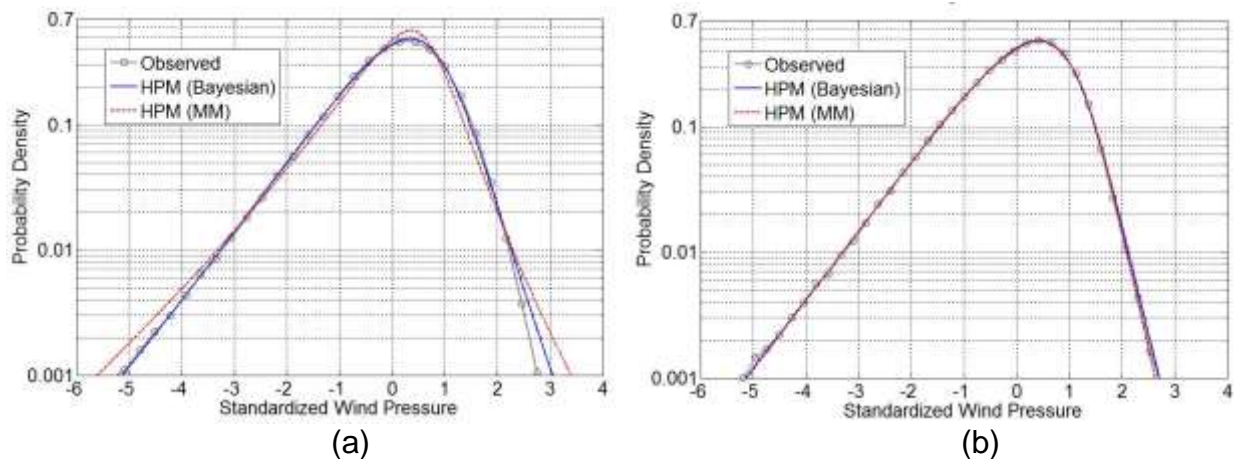 0.7
Observed
HPM (Bayesian)
HPM (MM)
0.1
0.01
0.001
Probability Density
-6 -5 -4 -3 -2 -1 0 1 2 3 4
Standardized Wind Pressure
(a)
0.7
Observed
HPM (Bayesian)
HPM (MM)
0.1
0.01
0.001
Probability Density
-6 -5 -4 -3 -2 -1 0 1 2 3 4
Standardized Wind Pressure
(b)